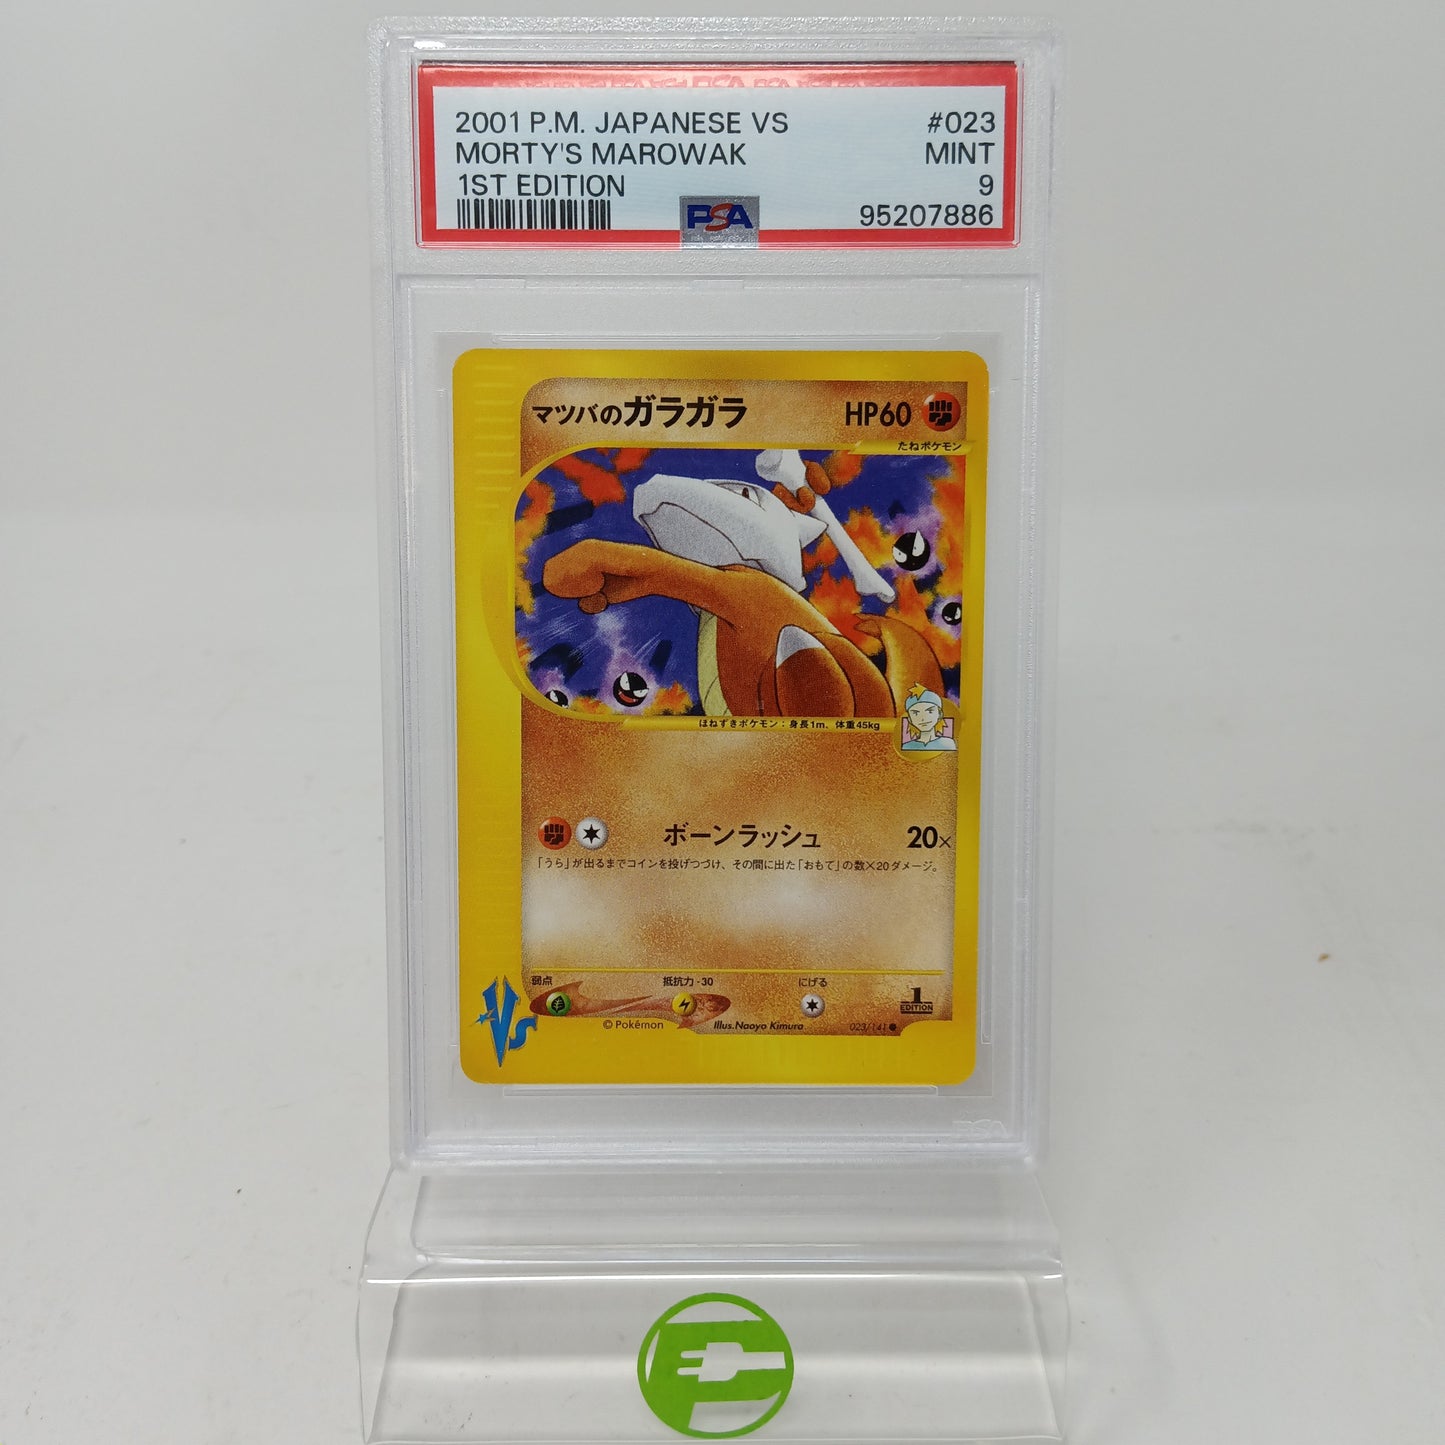 2001 P.M. JAPANESE VS #023
MORTY'S MAROWAK MINT
1ST EDITION 9
PSA 95207886
マツバのガラガラ HP60
たねポケモン
ほねずきポケモン：身長1m、体重45kg
ボーンラッシュ 20×
「うら」が出るまでコインを投げつづけ、その間に出た「おもて」の数×20ダメージ。
弱点 抵抗力・30 にげる
1
EDITION
© Pokémon Illus. Naoyo Kimura 023/141●
Vs